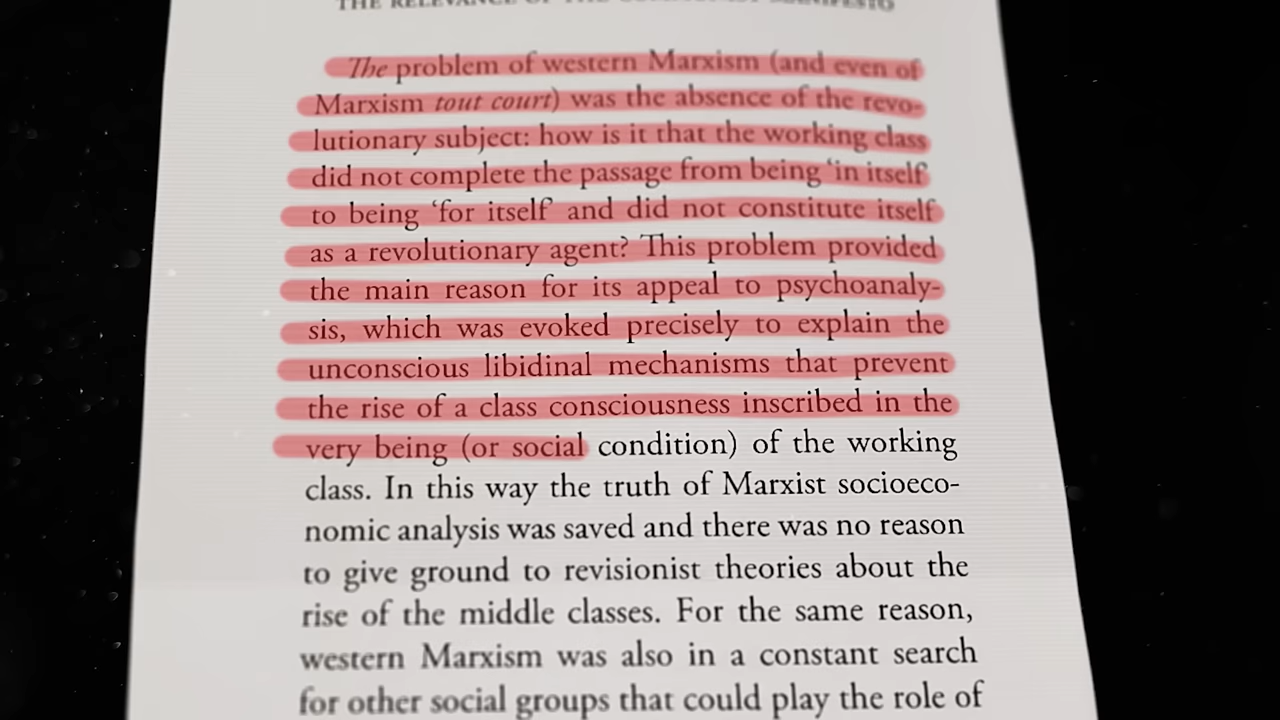 THE RELEVANCE OF THE COMMUNIST MANIFESTO
The problem of western Marxism (and even of
Marxism tout court) was the absence of the revo-
lutionary subject: how is it that the working class
did not complete the passage from being ‘in itself’
to being ‘for itself’ and did not constitute itself
as a revolutionary agent? This problem provided
the main reason for its appeal to psychoanaly-
sis, which was evoked precisely to explain the
unconscious libidinal mechanisms that prevent
the rise of a class consciousness inscribed in the
very being (or social condition) of the working
class. In this way the truth of Marxist socioeco-
nomic analysis was saved and there was no reason
to give ground to revisionist theories about the
rise of the middle classes. For the same reason,
western Marxism was also in a constant search
for other social groups that could play the role of